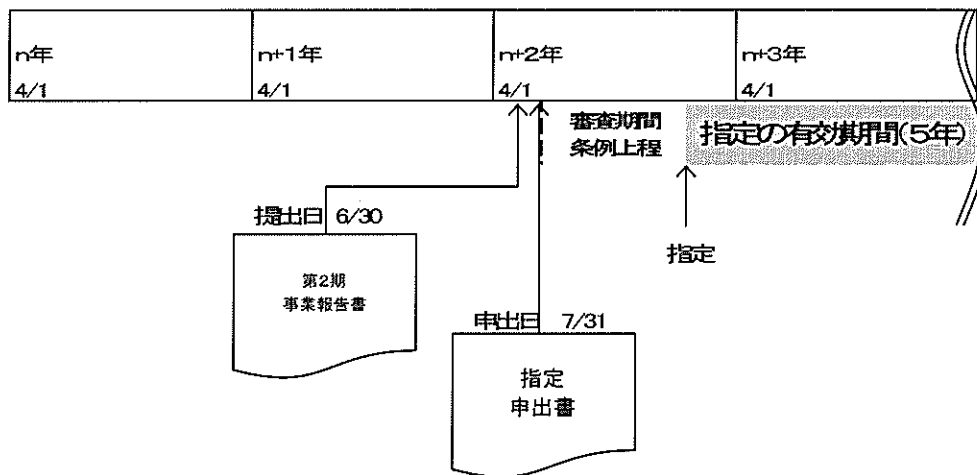 n年
n+1年
n+2年
n+3年
4/1
4/1
4/1
4/1
審査期間
条例上程
指定の有効期間(5年)
提出日 6/30
指定
第2期
事業報告書
申出日 7/31
指定
申出書